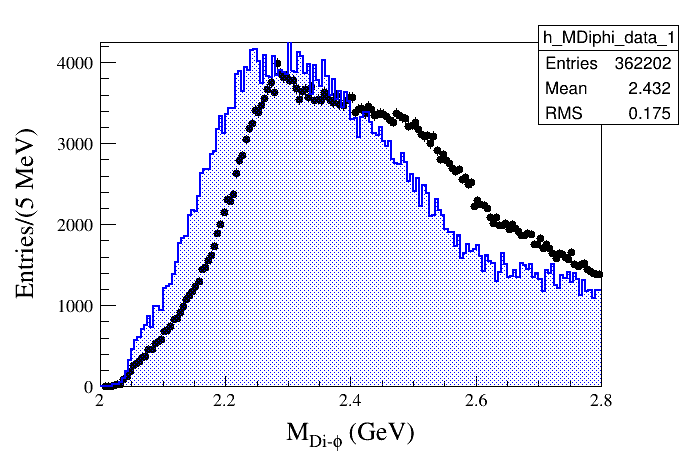 h_MDiphi_data_1
Entries 362202
Mean 2.432
RMS 0.175
Entries/(5 MeV)
4000
3000
2000
1000
0
2 2.2 2.4 2.6 2.8
M_Di-ϕ (GeV)